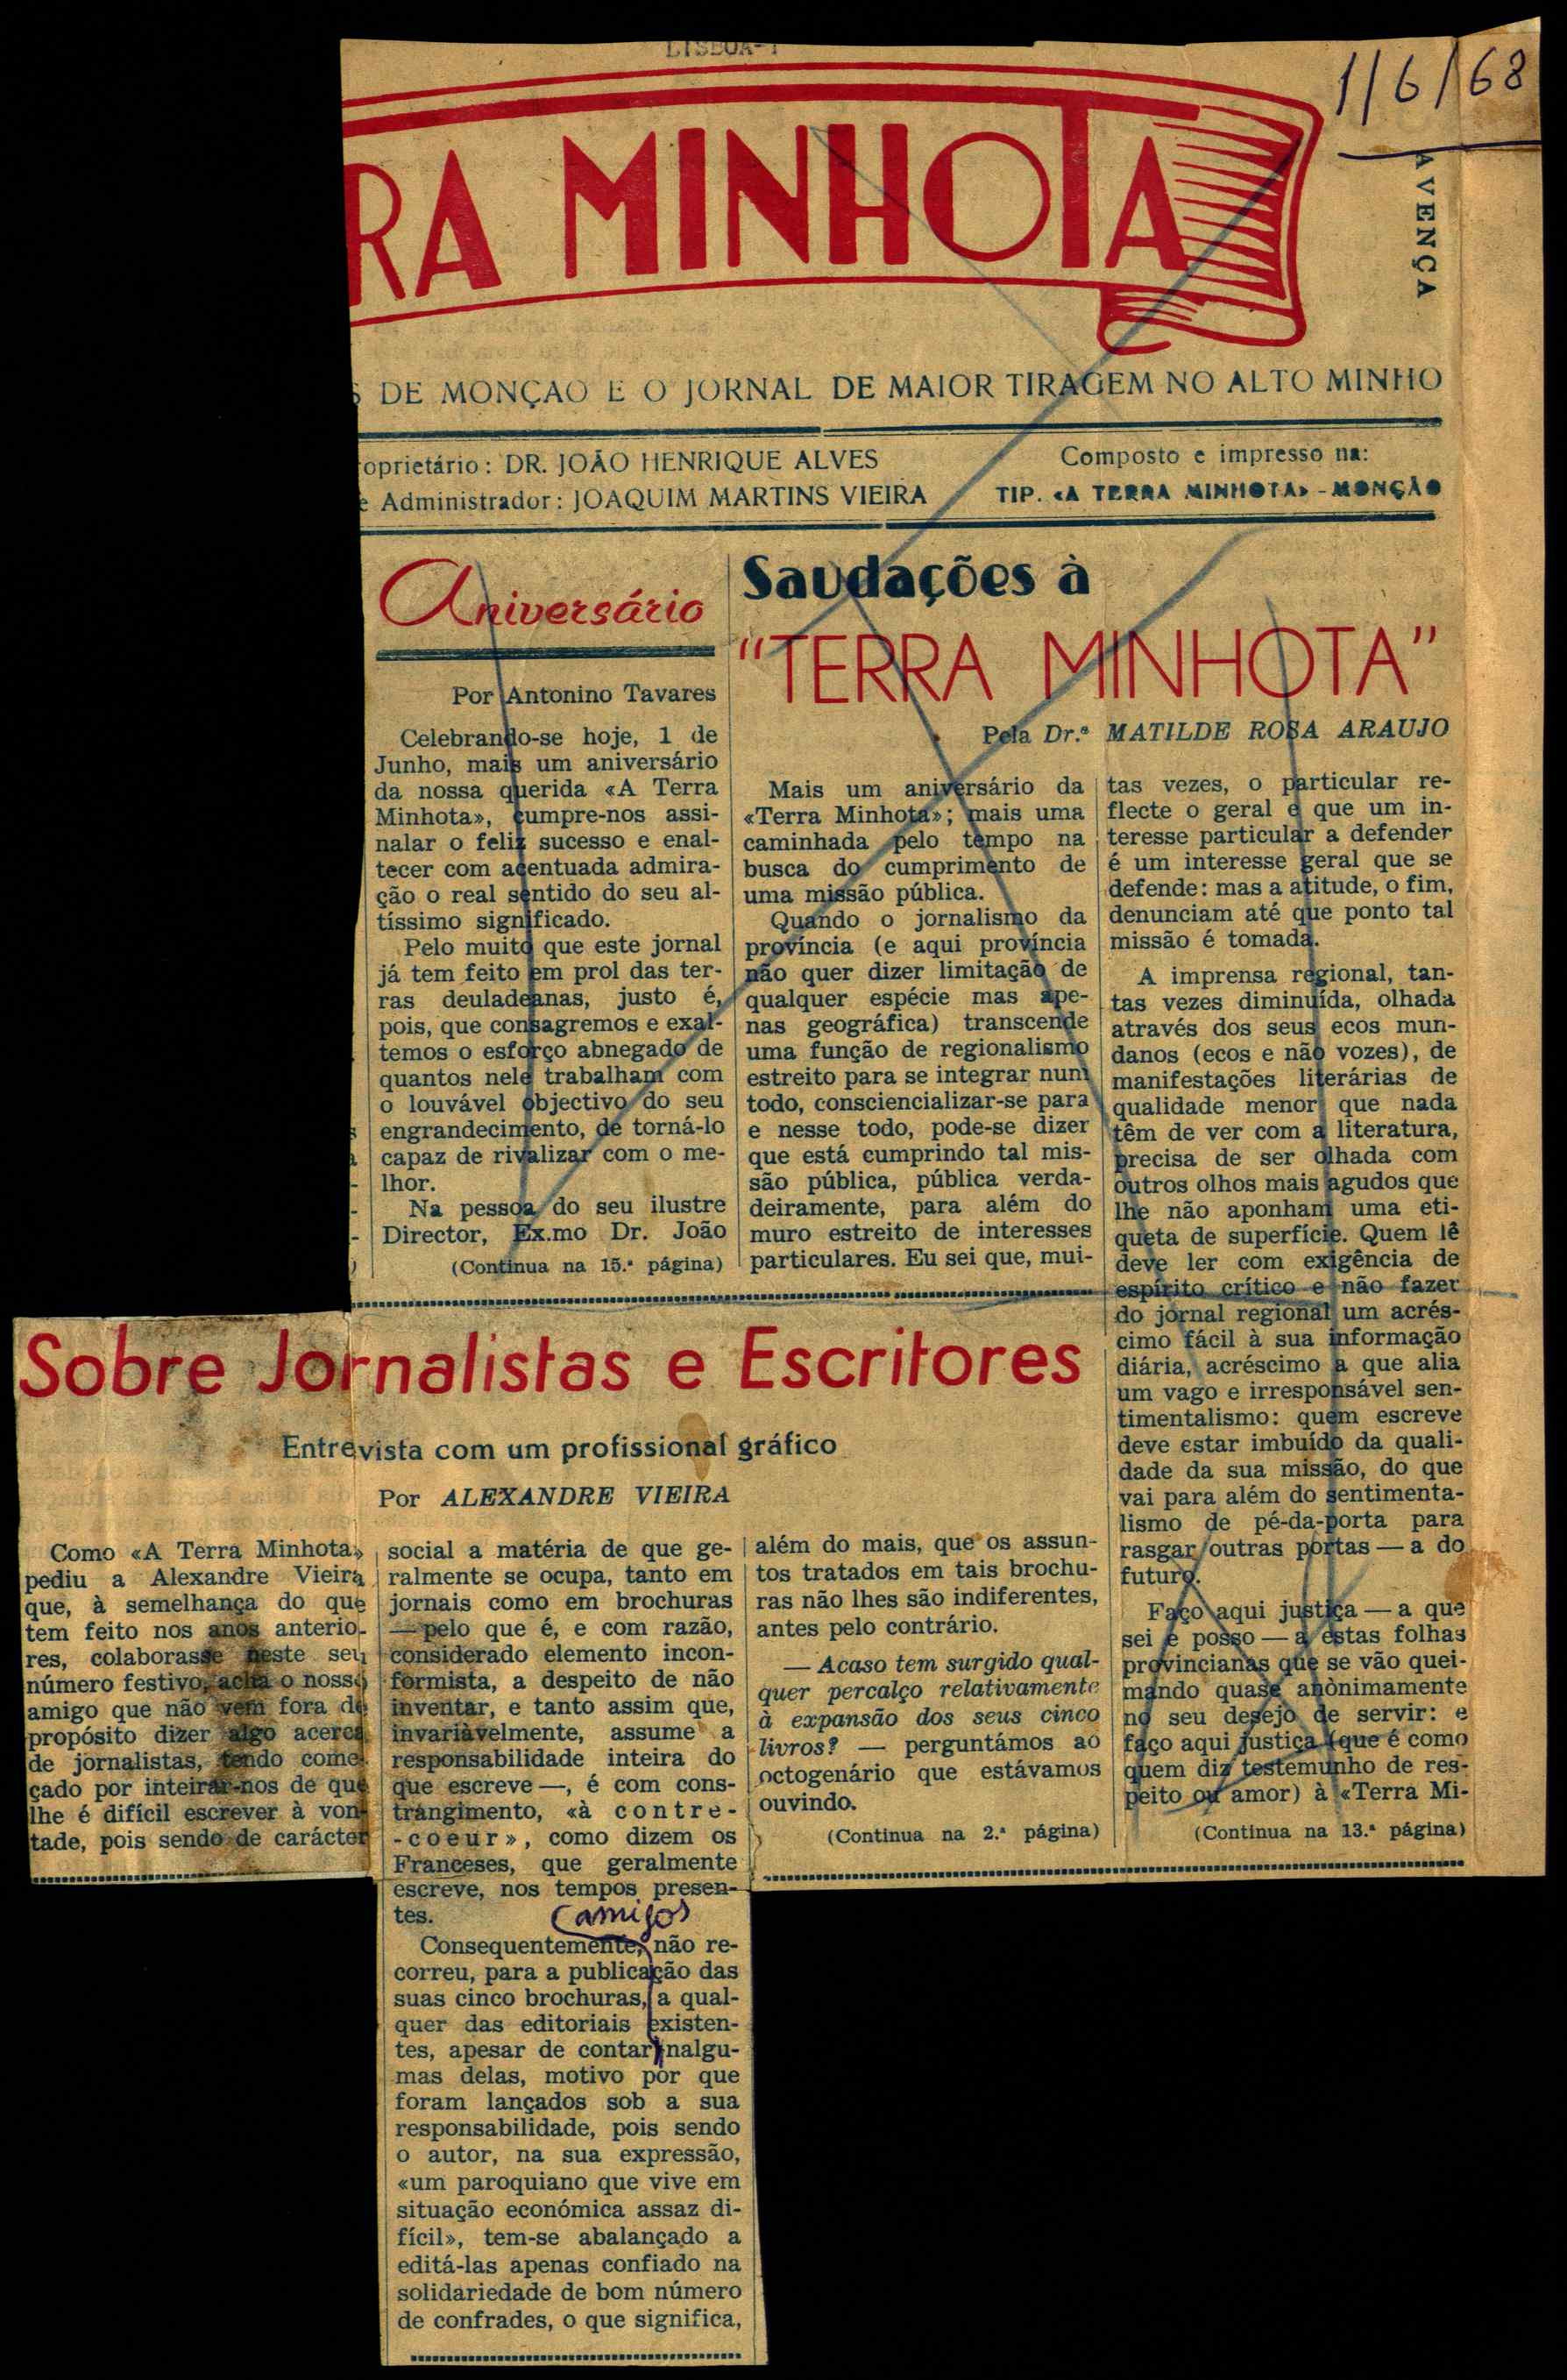 LISBOA-1
1/6/68
RA MINHOTA
AVENÇA
S DE MONÇAO E O JORNAL DE MAIOR TIRAGEM NO ALTO MINHO
oprietário: DR. JOÃO HENRIQUE ALVES
e Administrador: JOAQUIM MARTINS VIEIRA
Composto e impresso na:
TIP. «A TERRA MINHOTA» - MONÇÃO
Aniversário
Por Antonino Tavares
Celebrando-se hoje, 1 de
Junho, mais um aniversário
da nossa querida «A Terra
Minhota», cumpre-nos assi-
nalar o feliz sucesso e enal-
tecer com acentuada admira-
ção o real sentido do seu al-
tíssimo significado.
Pelo muito que este jornal
já tem feito em prol das ter-
ras deuladeanas, justo é,
pois, que consagremos e exal-
temos o esforço abnegado de
quantos nele trabalham com
o louvável objectivo do seu
engrandecimento, de torná-lo
capaz de rivalizar com o me-
lhor.
Na pessoa do seu ilustre
Director, Ex.mo Dr. João
(Continua na 15.ª página)
Saudações à
"TERRA MINHOTA"
Pela Dr.ª MATILDE ROSA ARAUJO
Mais um aniversário da
«Terra Minhota»; mais uma
caminhada pelo tempo na
busca do cumprimento de
uma missão pública.
Quando o jornalismo da
província (e aqui província
não quer dizer limitação de
qualquer espécie mas ape-
nas geográfica) transcende
uma função de regionalismo
estreito para se integrar num
todo, consciencializar-se para
e nesse todo, pode-se dizer
que está cumprindo tal mis-
são pública, pública verda-
deiramente, para além do
muro estreito de interesses
particulares. Eu sei que, mui-
tas vezes, o particular re-
flecte o geral e que um in-
teresse particular a defender
é um interesse geral que se
defende: mas a atitude, o fim,
denunciam até que ponto tal
missão é tomada.
A imprensa regional, tan-
tas vezes diminuída, olhada
através dos seus ecos mun-
danos (ecos e não vozes), de
manifestações literárias de
qualidade menor que nada
têm de ver com a literatura,
precisa de ser olhada com
outros olhos mais agudos que
lhe não aponham uma eti-
queta de superfície. Quem lê
deve ler com exigência de
espírito crítico e não fazer
do jornal regional um acrés-
cimo fácil à sua informação
diária, acréscimo a que alia
um vago e irresponsável sen-
timentalismo: quem escreve
deve estar imbuído da quali-
dade da sua missão, do que
vai para além do sentimenta-
lismo de pé-da-porta para
rasgar outras portas — a do
futuro.
Faço aqui justiça — a que
sei e posso — a estas folhas
provincianas que se vão quei-
mando quase anònimamente
no seu desejo de servir: e
faço aqui justiça (que é como
quem diz testemunho de res-
peito ou amor) à «Terra Mi-
(Continua na 13.ª página)
Sobre Jornalistas e Escritores
Entrevista com um profissional gráfico
Por ALEXANDRE VIEIRA
Como «A Terra Minhota»
pediu a Alexandre Vieira
que, à semelhança do que
tem feito nos anos anterio-
res, colaborasse neste seu
número festivo, acha o nosso
amigo que não vem fora de
propósito dizer algo acerca
de jornalistas, tendo come-
çado por inteirar-nos de que
lhe é difícil escrever à von-
tade, pois sendo de carácter
social a matéria de que ge-
ralmente se ocupa, tanto em
jornais como em brochuras
— pelo que é, e com razão,
considerado elemento incon-
formista, a despeito de não
inventar, e tanto assim que,
invariàvelmente, assume a
responsabilidade inteira do
que escreve —, é com cons-
trangimento, «à contre-
-coeur», como dizem os
Franceses, que geralmente
escreve, nos tempos presen-
tes.
amigos
Consequentemente, não re-
correu, para a publicação das
suas cinco brochuras, a qual-
quer das editoriais existen-
tes, apesar de contar nalgu-
mas delas, motivo por que
foram lançados sob a sua
responsabilidade, pois sendo
o autor, na sua expressão,
«um paroquiano que vive em
situação económica assaz di-
fícil», tem-se abalançado a
editá-las apenas confiado na
solidariedade de bom número
de confrades, o que significa,
além do mais, que os assun-
tos tratados em tais brochu-
ras não lhes são indiferentes,
antes pelo contrário.
— Acaso tem surgido qual-
quer percalço relativamente
à expansão dos seus cinco
livros? — perguntámos ao
octogenário que estávamos
ouvindo.
(Continua na 2.ª página)